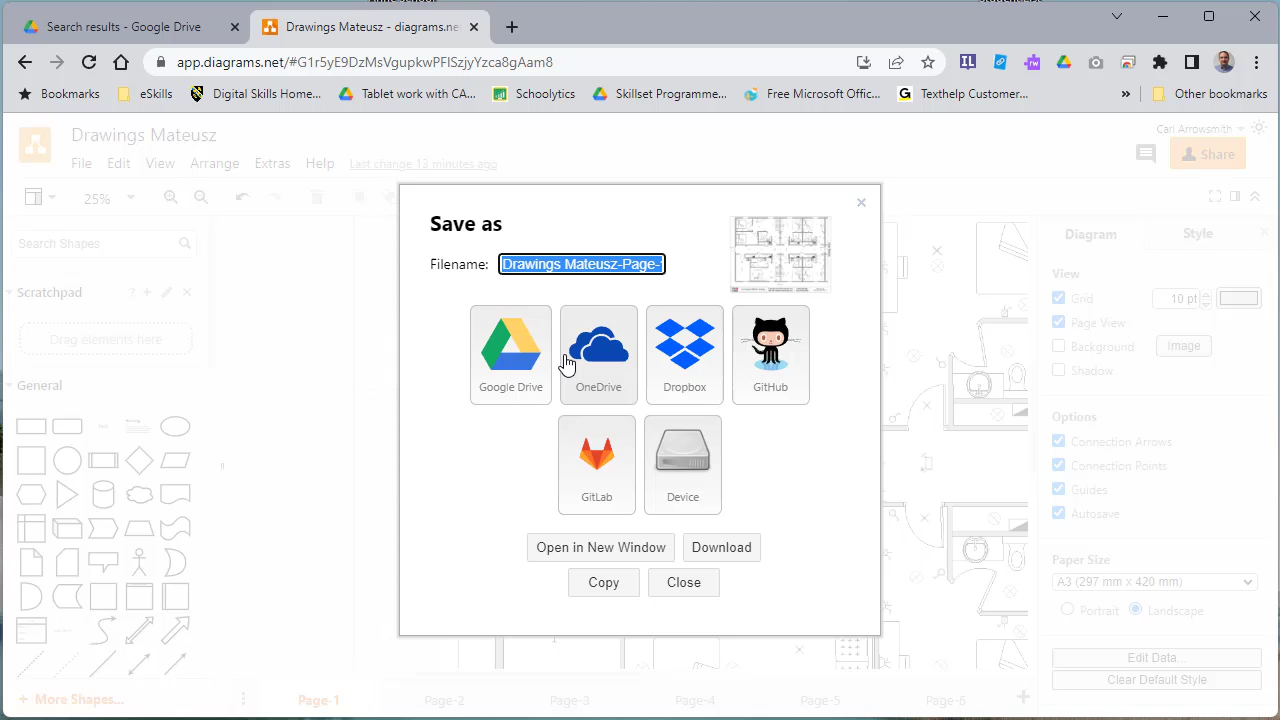 Search results - Google Drive
Drawings Mateusz - diagrams.ne
Bookmarks
eSkills
Digital Skills Home...
Tablet work with CA...
Schoolytics
Skillset Programme...
Free Microsoft Offic...
Texthelp Customer...
»
Other bookmarks
Drawings Mateusz
Carl Arrowsmith
File Edit View Arrange Extras Help Last change 13 minutes ago
Share
25%
Search Shapes
Scratchpad
Drag elements here
General
More Shapes...
Save as
Filename: Drawings Mateusz-Page-
Google Drive
OneDrive
Dropbox
GitHub
GitLab
Device
Open in New Window
Download
Copy
Close
Diagram
Style
View
Grid
10 pt
Page View
Background
Image
Shadow
Options
Connection Arrows
Connection Points
Guides
Autosave
Paper Size
A3 (297 mm x 420 mm)
Portrait
Landscape
Edit Data...
Clear Default Style
Page-1
Page-2
Page-3
Page-4
Page-5
Page-6